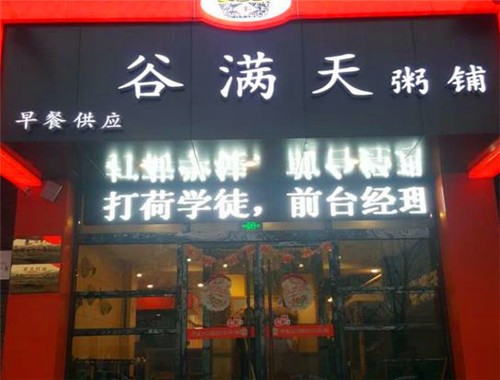 谷满天粥铺
早餐供应
打荷学徒，前台经理